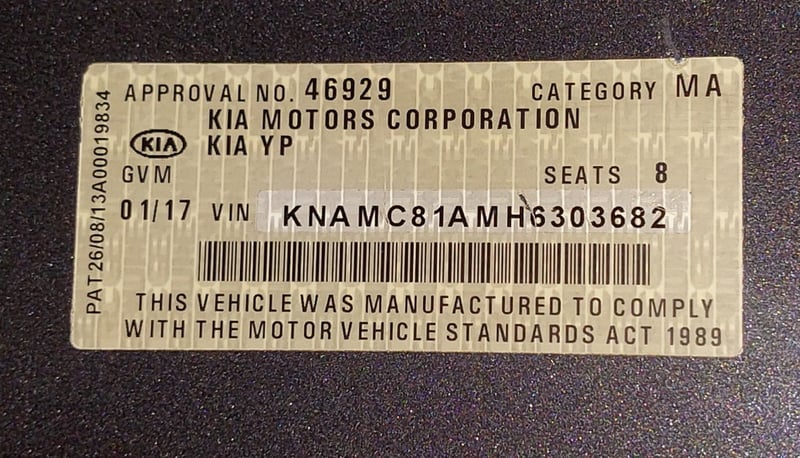 APPROVAL NO. 46929 CATEGORY MA
KIA MOTORS CORPORATION
KIA KIA YP
GVM SEATS 8
01/17 VIN KNAMC81AMH6303682
THIS VEHICLE WAS MANUFACTURED TO COMPLY
WITH THE MOTOR VEHICLE STANDARDS ACT 1989
PAT 26/08/13A00019834